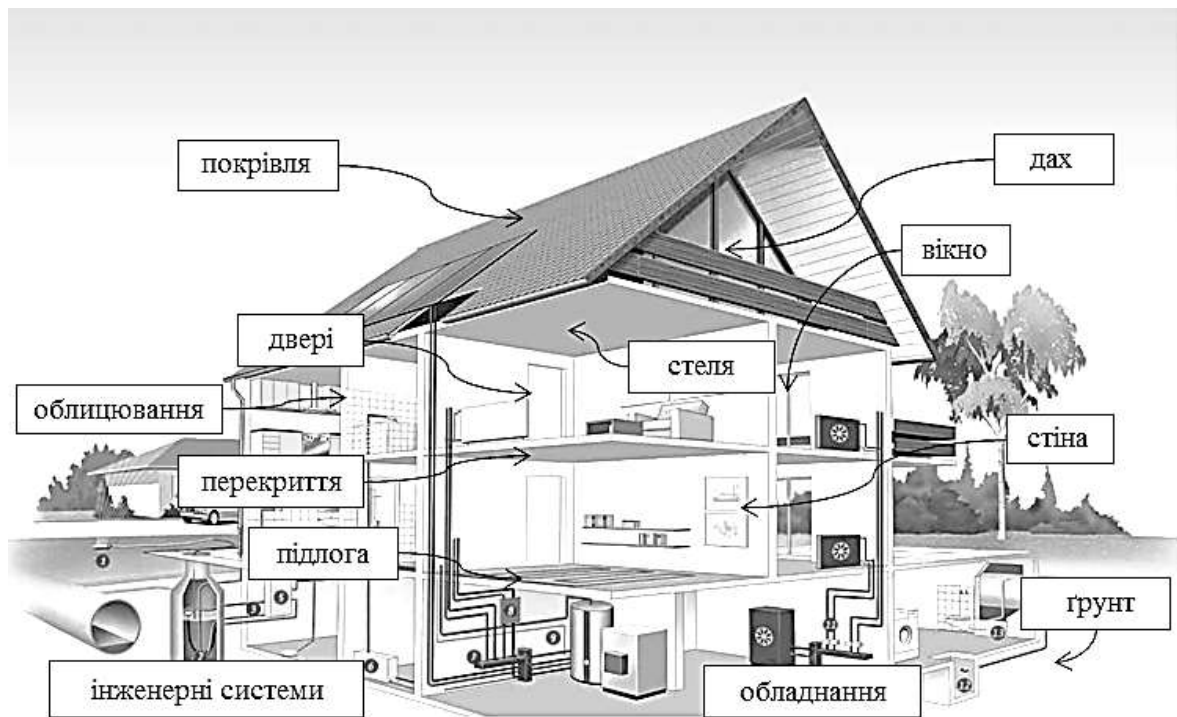 покрівля
дах
вікно
двері
стеля
облицювання
стіна
перекриття
підлога
ґрунт
інженерні системи
обладнання